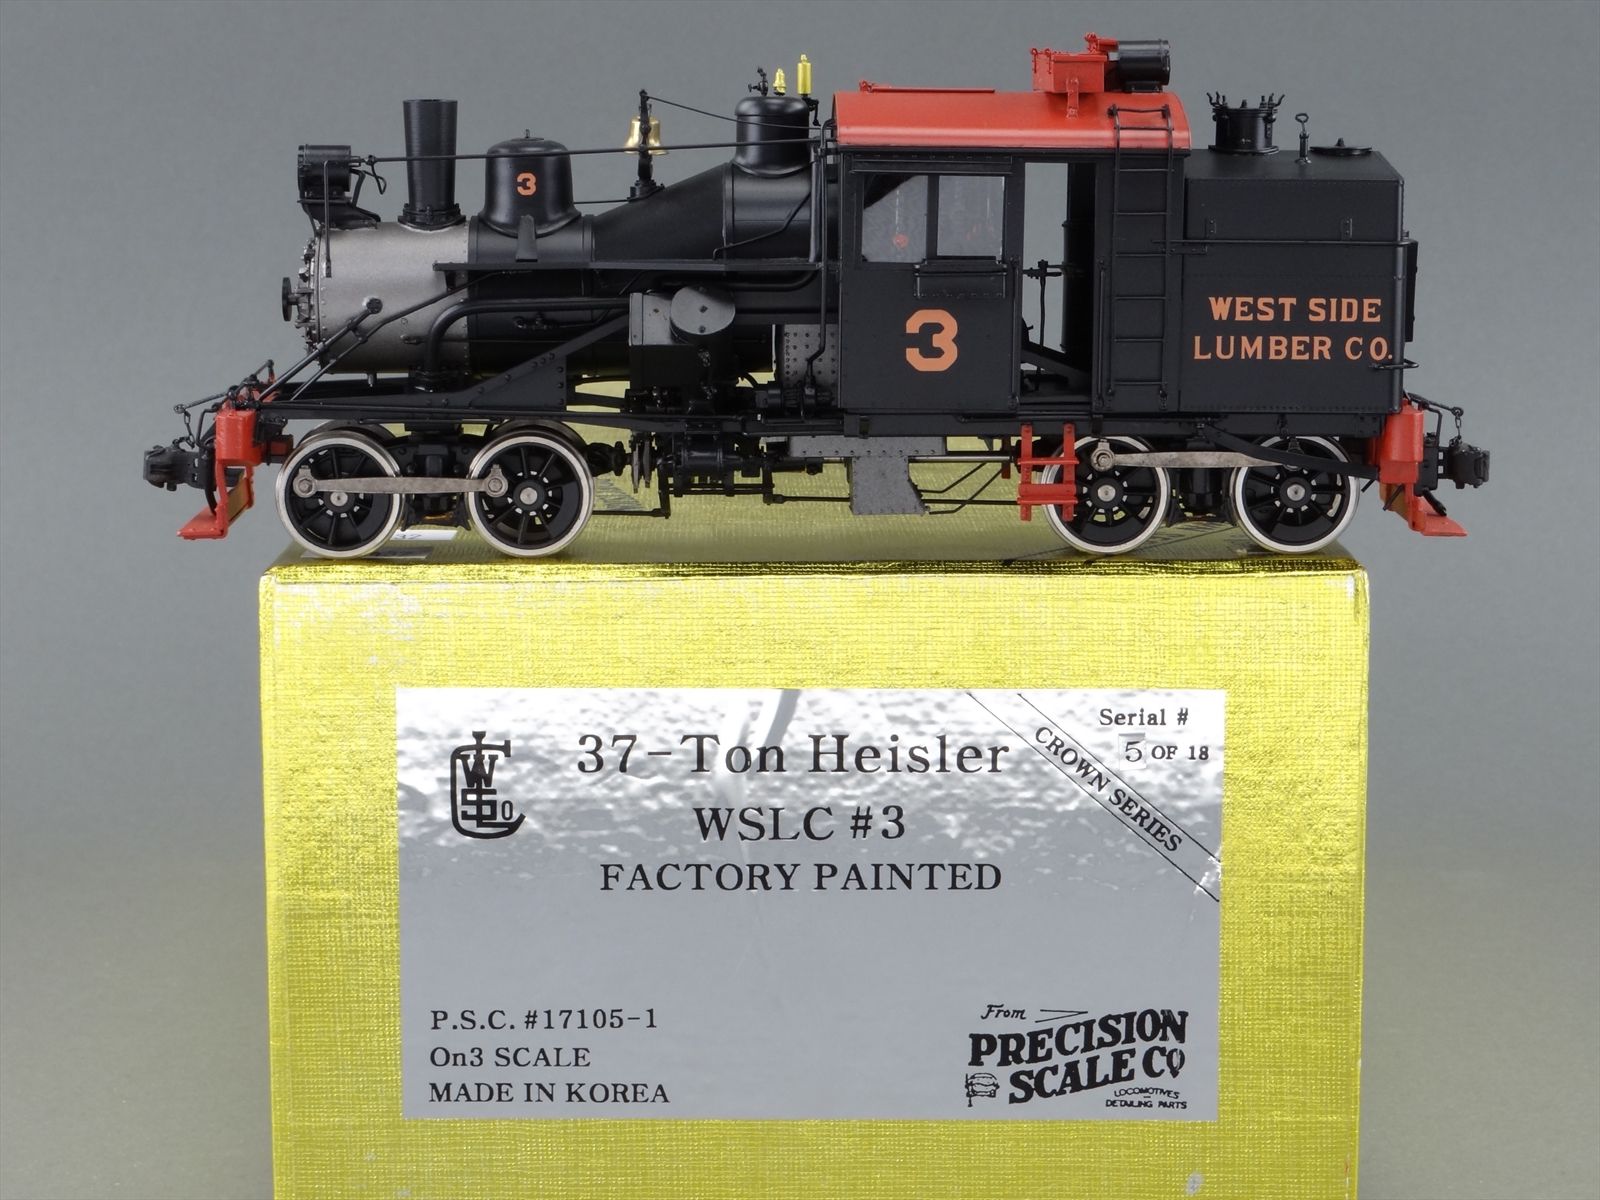 3
3
WEST SIDE
LUMBER CO.
37-Ton Heisler
WSLC #3
FACTORY PAINTED
Serial #
5 OF 18
CROWN SERIES
P.S.C. #17105-1
On3 SCALE
MADE IN KOREA
From
PRECISION
SCALE CO
LOCOMOTIVES
DETAILING PARTS